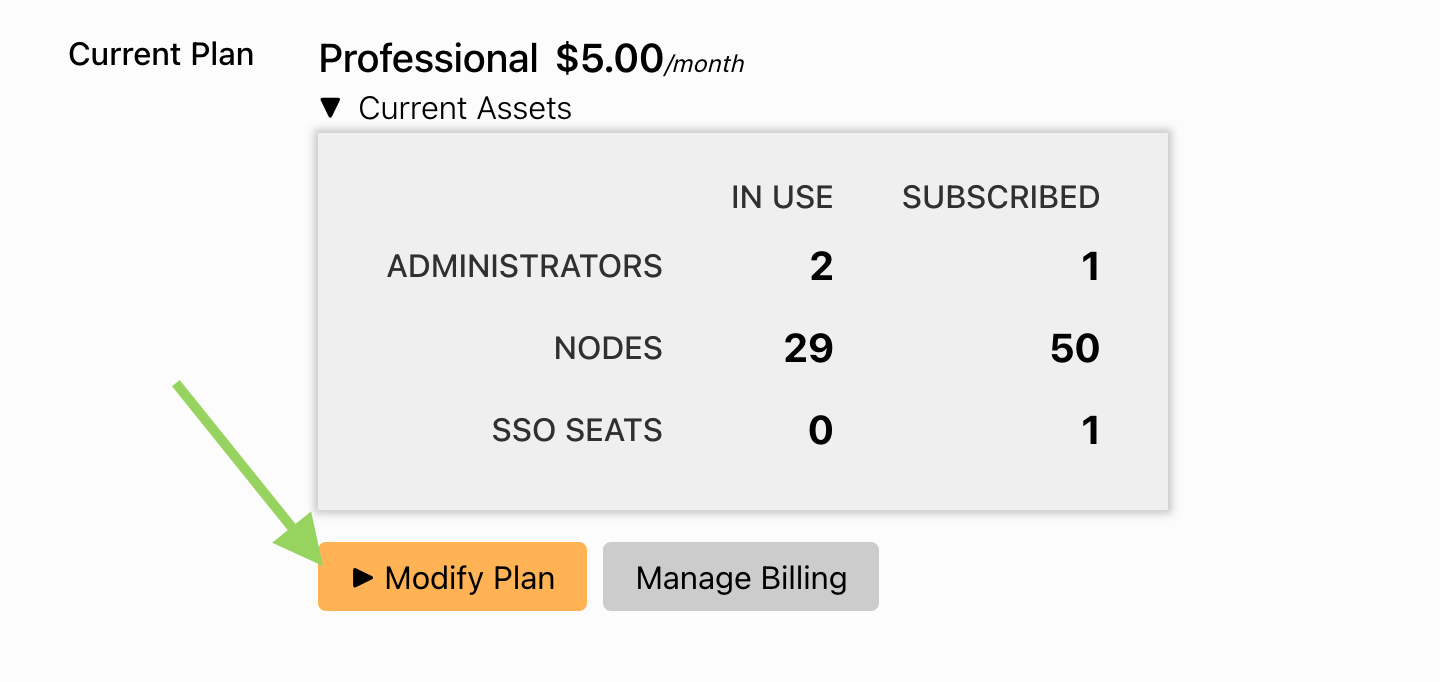 Current Plan
Professional $5.00/month
▼ Current Assets
IN USE SUBSCRIBED
ADMINISTRATORS 2 1
NODES 29 50
SSO SEATS 0 1
▶ Modify Plan Manage Billing